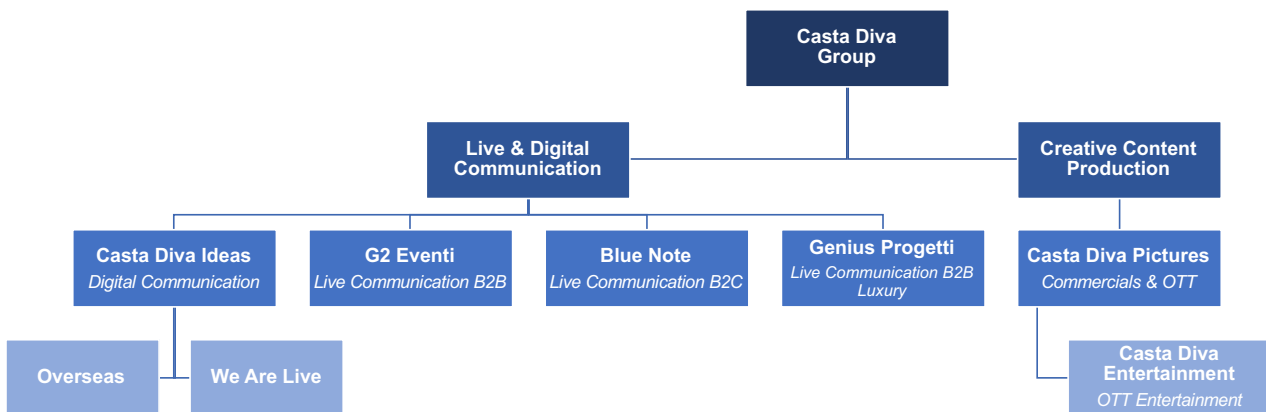 Casta Diva
Group
Live & Digital
Communication
Creative Content
Production
Casta Diva Ideas
Digital Communication
G2 Eventi
Live Communication B2B
Blue Note
Live Communication B2C
Genius Progetti
Live Communication B2B
Luxury
Casta Diva Pictures
Commercials & OTT
Overseas
We Are Live
Casta Diva
Entertainment
OTT Entertainment